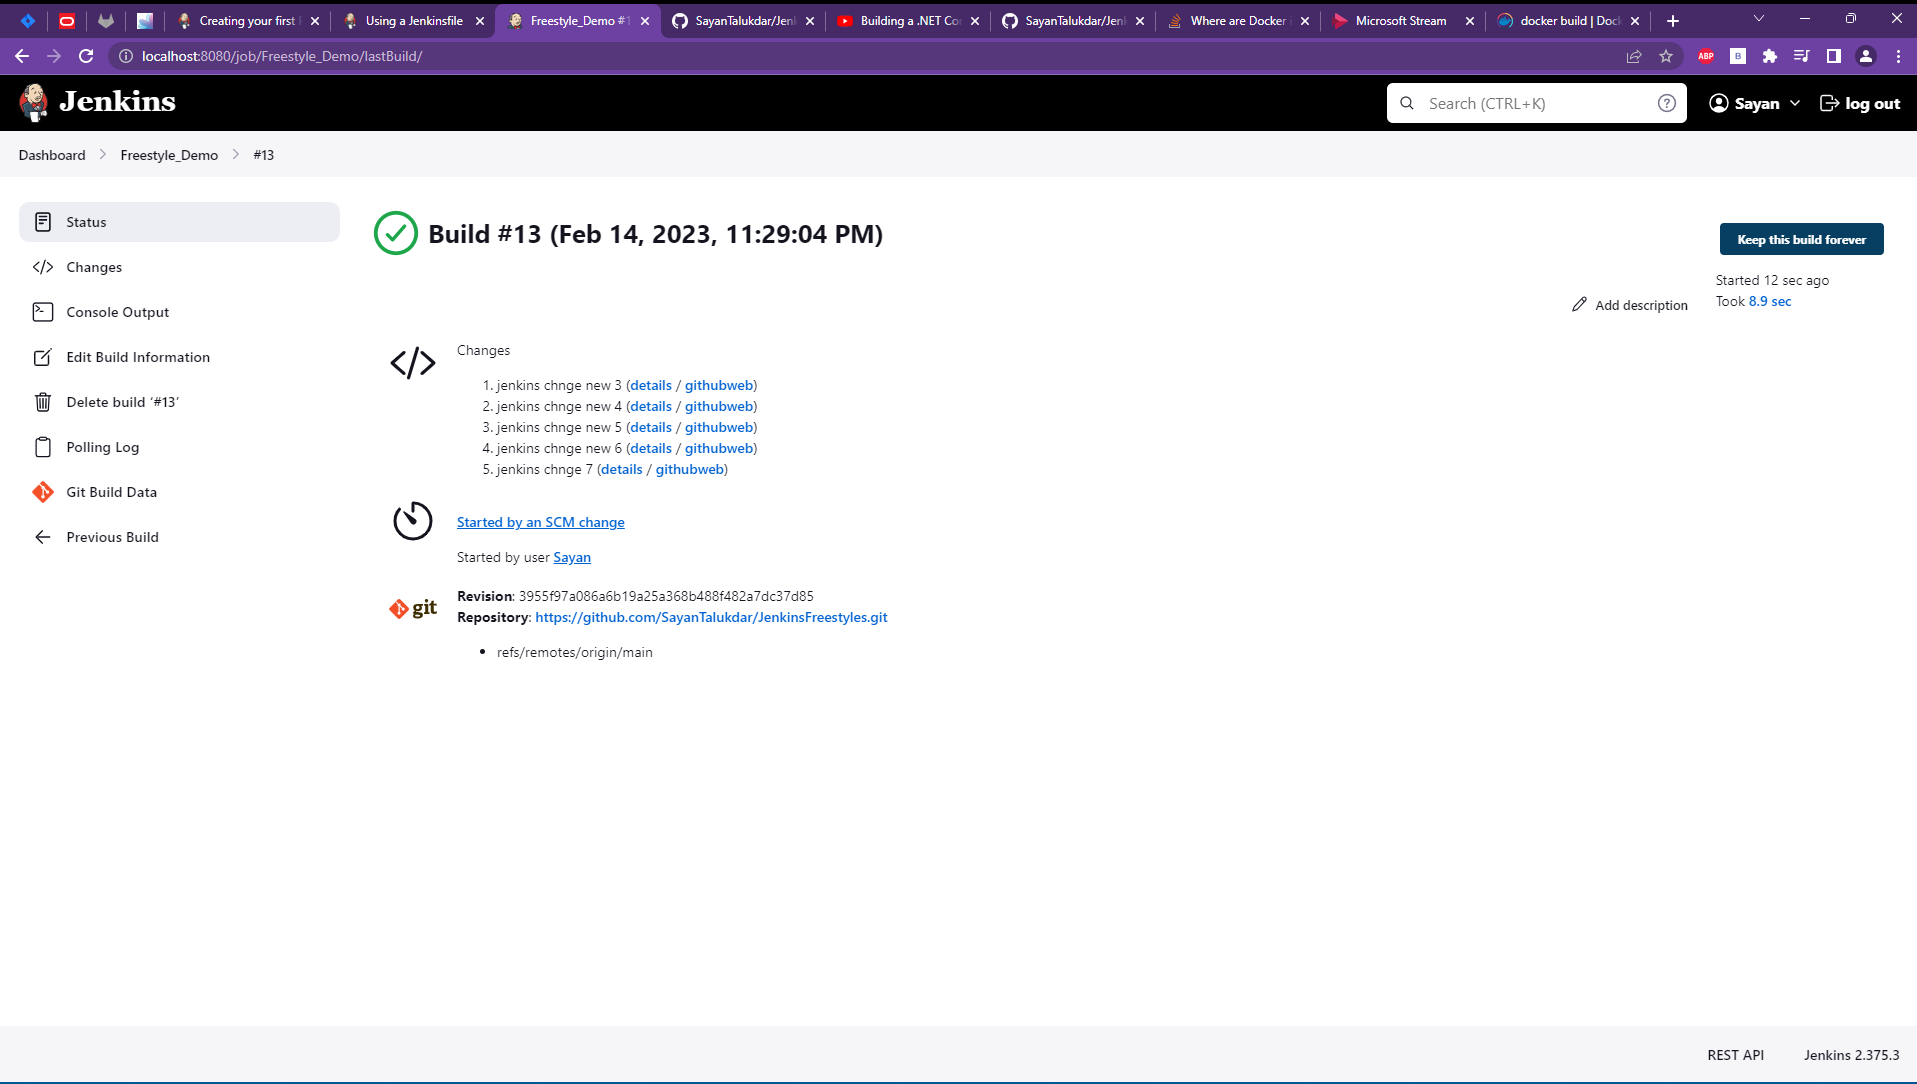 Creating your first
Using a Jenkinsfile
Freestyle_Demo #1
SayanTalukdar/Jen
Building a .NET Co
SayanTalukdar/Jenk
Where are Docker i
Microsoft Stream
docker build | Doc
localhost:8080/job/Freestyle_Demo/lastBuild/
ABP
B
Jenkins
Search (CTRL+K)
?
Sayan
log out
Dashboard
Freestyle_Demo
#13
Status
Changes
Console Output
Edit Build Information
Delete build ‘#13’
Polling Log
Git Build Data
Previous Build
Build #13 (Feb 14, 2023, 11:29:04 PM)
Keep this build forever
Started 12 sec ago
Took 8.9 sec
Add description
Changes
1. jenkins chnge new 3 (details / githubweb)
2. jenkins chnge new 4 (details / githubweb)
3. jenkins chnge new 5 (details / githubweb)
4. jenkins chnge new 6 (details / githubweb)
5. jenkins chnge 7 (details / githubweb)
Started by an SCM change
Started by user Sayan
git
Revision: 3955f97a086a6b19a25a368b488f482a7dc37d85
Repository: https://github.com/SayanTalukdar/JenkinsFreestyles.git
• refs/remotes/origin/main
REST API
Jenkins 2.375.3